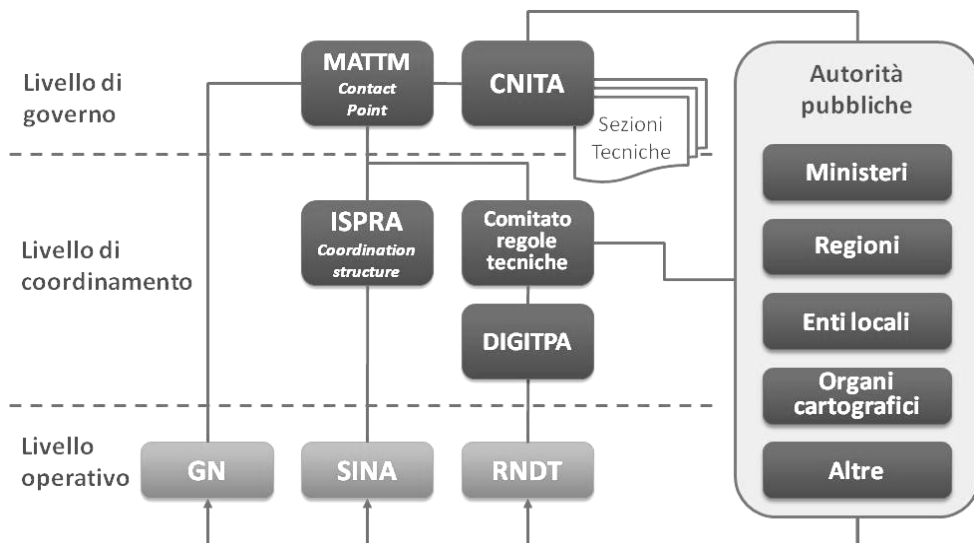 Livello di
governo
MATTM
Contact
Point
CNITA
Sezioni
Tecniche
Autorità
pubbliche
Ministeri
Regioni
Enti locali
Organi
cartografici
Altre
Livello di
coordinamento
ISPRA
Coordination
structure
Comitato
regole
tecniche
DIGITPA
Livello
operativo
GN
SINA
RNDT